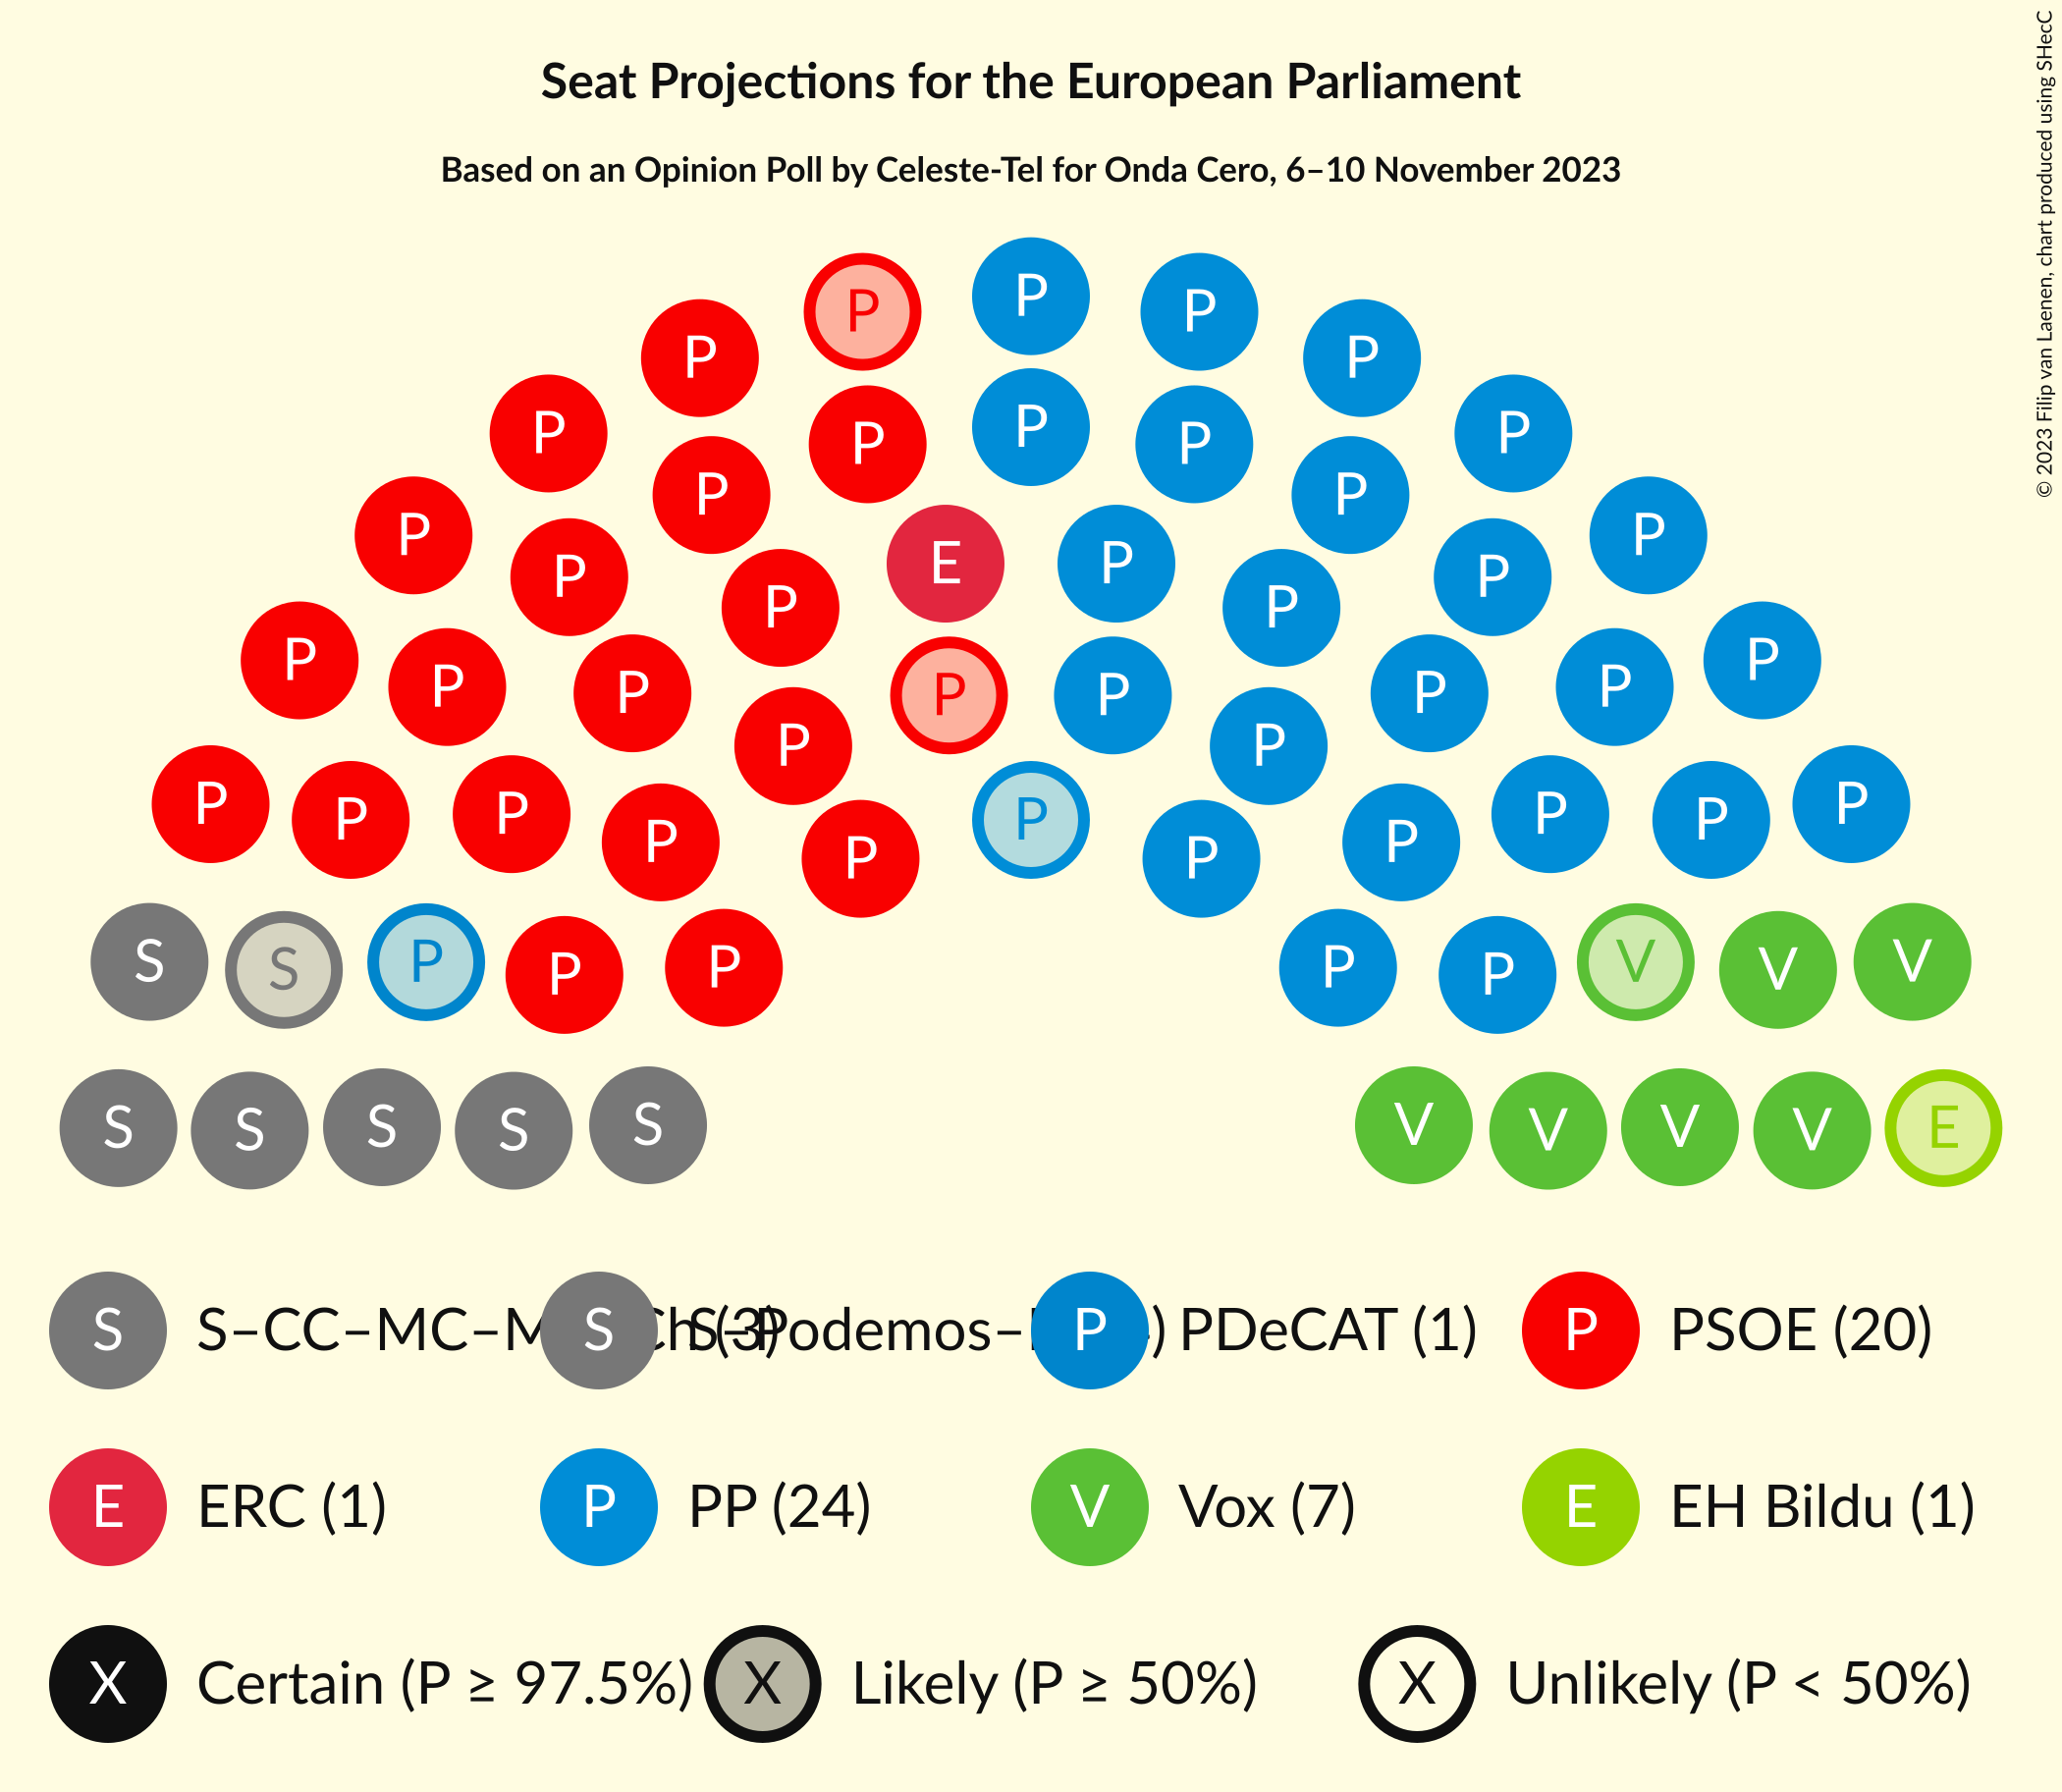 Seat Projections for the European Parliament
Based on an Opinion Poll by Celeste-Tel for Onda Cero, 6–10 November 2023
© 2023 Filip van Laenen, chart produced using SHecC
P P P
P P
P P P P
P P P
P P
E P
P P
P P
P P
P P P P
P P
P P
P P P P
P P P P
P P P P P
P P P P
S S P P P P P V V V
S S S S S V V V V E
S S–CC–MC–M Ch (3) S S–Podemos– ) P PDeCAT (1) P PSOE (20)
E ERC (1) P PP (24) V Vox (7) E EH Bildu (1)
X Certain (P ≥ 97.5%) X Likely (P ≥ 50%) X Unlikely (P < 50%)